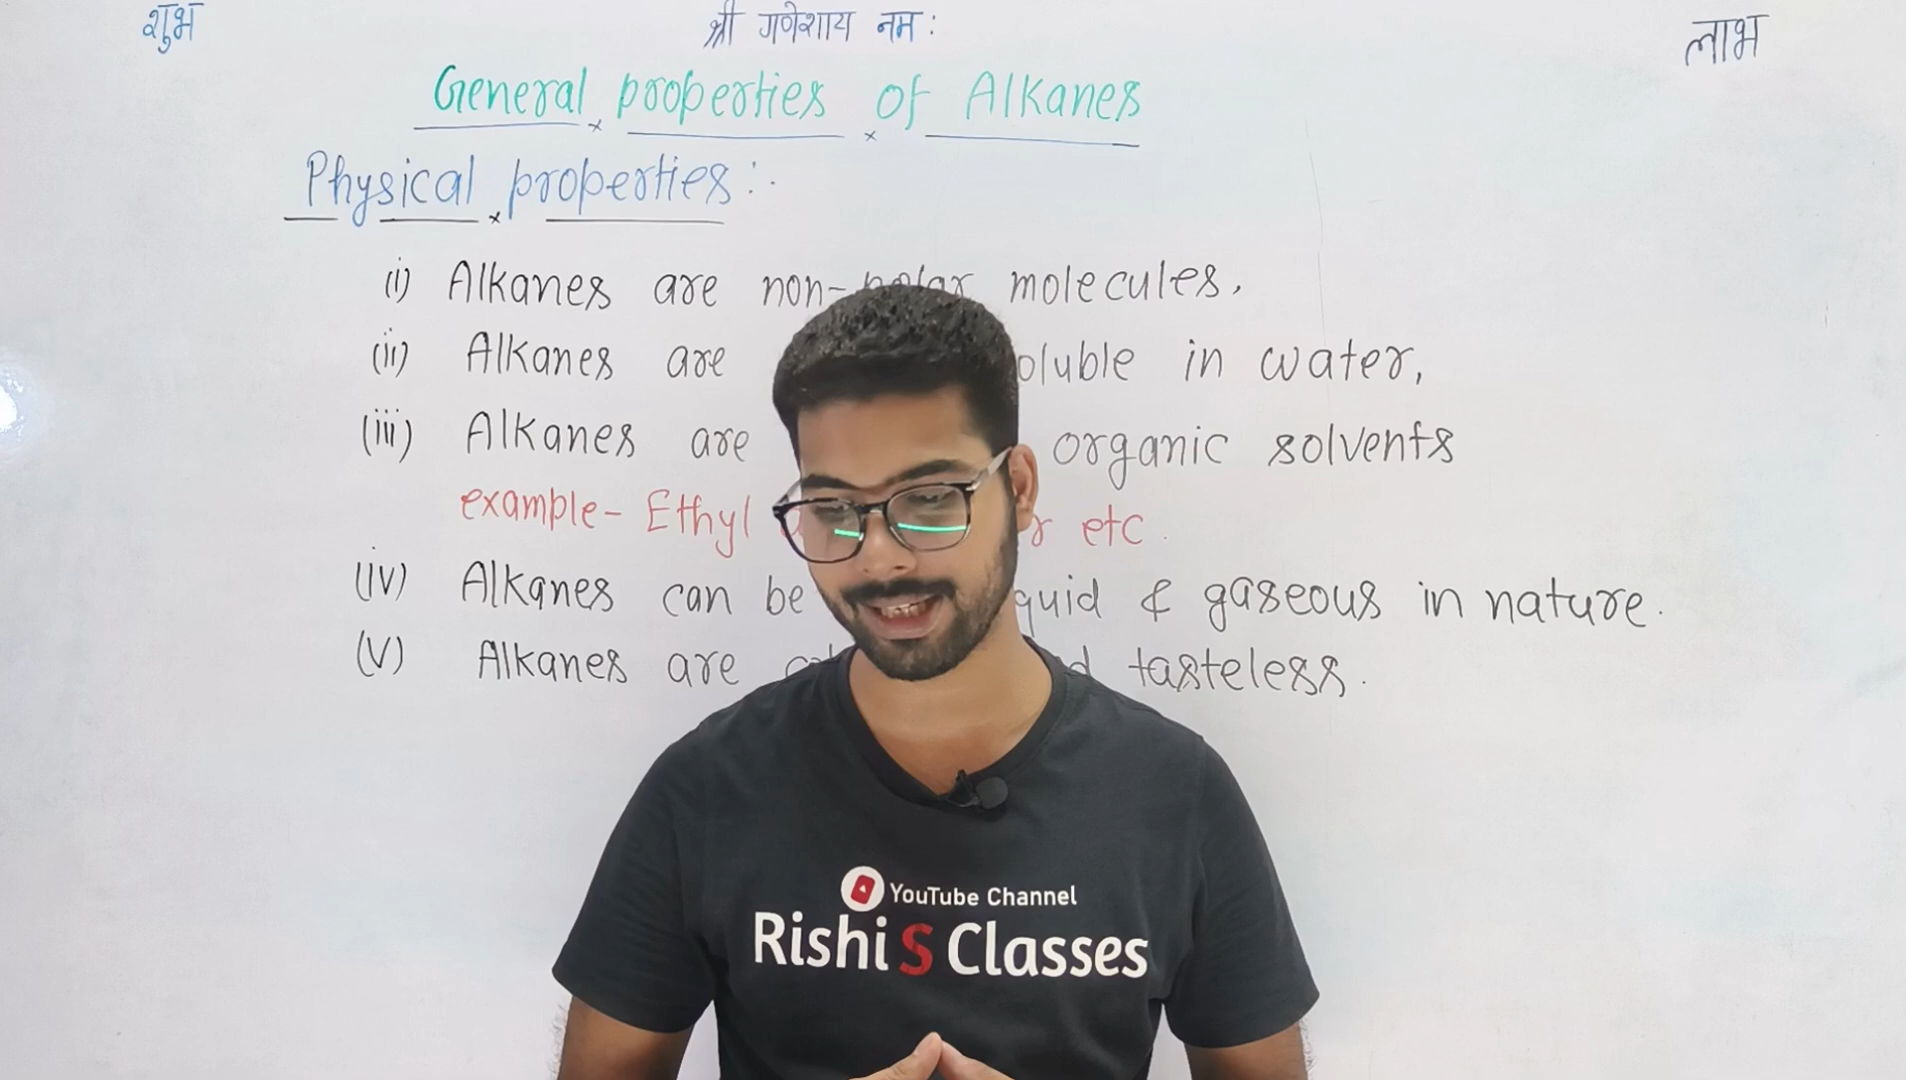 शुभ श्री गणेशाय नम: लाभ
General properties of Alkanes
Physical properties:-
(i) Alkanes are non-polar molecules.
(ii) Alkanes are oluble in water,
(iii) Alkanes are organic solvents
example- Ethyl r etc.
(iv) Alkanes can be quid & gaseous in nature.
(v) Alkanes are d tasteless.
YouTube Channel
Rishi S Classes